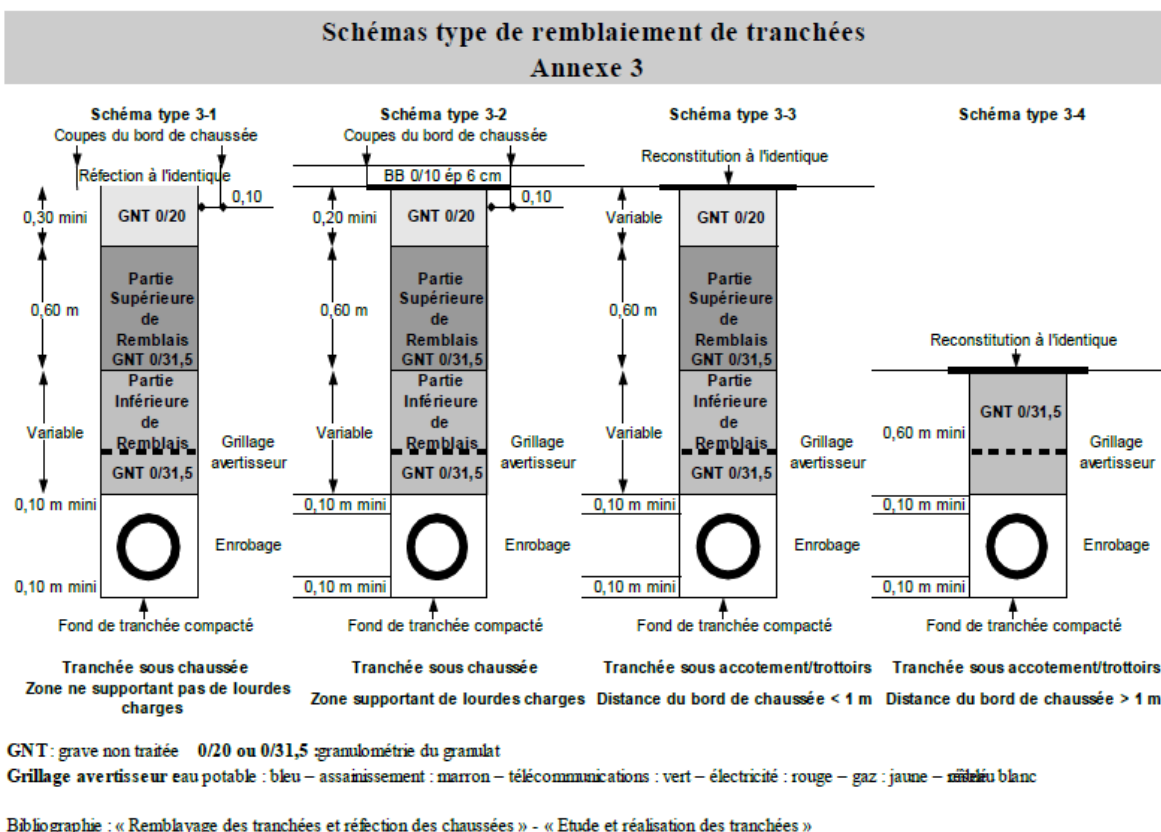 Schémas type de remblaiement de tranchées
Annexe 3
Schéma type 3-1
Coupes du bord de chaussée
Réfection à l'identique
0,10
0,30 mini
GNT 0/20
0,60 m
Partie
Supérieure
de
Remblais
GNT 0/31,5
Partie
Inférieure
de
Remblais
Variable
GNT 0/31,5
Grillage
avertisseur
0,10 m mini
Enrobage
0,10 m mini
Fond de tranchée compacté
Tranchée sous chaussée
Zone ne supportant pas de lourdes
charges
Schéma type 3-2
Coupes du bord de chaussée
BB 0/10 ép 6 cm
0,10
0,20 mini
GNT 0/20
0,60 m
Partie
Supérieure
de
Remblais
GNT 0/31,5
Partie
Inférieure
de
Remblais
Variable
GNT 0/31,5
Grillage
avertisseur
0,10 m mini
Enrobage
0,10 m mini
Fond de tranchée compacté
Tranchée sous chaussée
Zone supportant de lourdes charges
Schéma type 3-3
Reconstitution à l'identique
Variable
GNT 0/20
0,60 m
Partie
Supérieure
de
Remblais
GNT 0/31,5
Partie
Inférieure
de
Remblais
Variable
GNT 0/31,5
Grillage
avertisseur
0,10 m mini
Enrobage
0,10 m mini
Fond de tranchée compacté
Tranchée sous accotement/trottoirs
Distance du bord de chaussée < 1 m
Schéma type 3-4
Reconstitution à l'identique
GNT 0/31,5
0,60 m mini
Grillage
avertisseur
0,10 m mini
Enrobage
0,10 m mini
Fond de tranchée compacté
Tranchée sous accotement/trottoirs
Distance du bord de chaussée > 1 m
GNT : grave non traitée 0/20 ou 0/31,5 :granulométrie du granulat
Grillage avertisseur eau potable : bleu – assainissement : marron – télécommunications : vert – électricité : rouge – gaz : jaune – blanc
Bibliographie : « Remblayage des tranchées et réfection des chaussées » - « Etude et réalisation des tranchées »